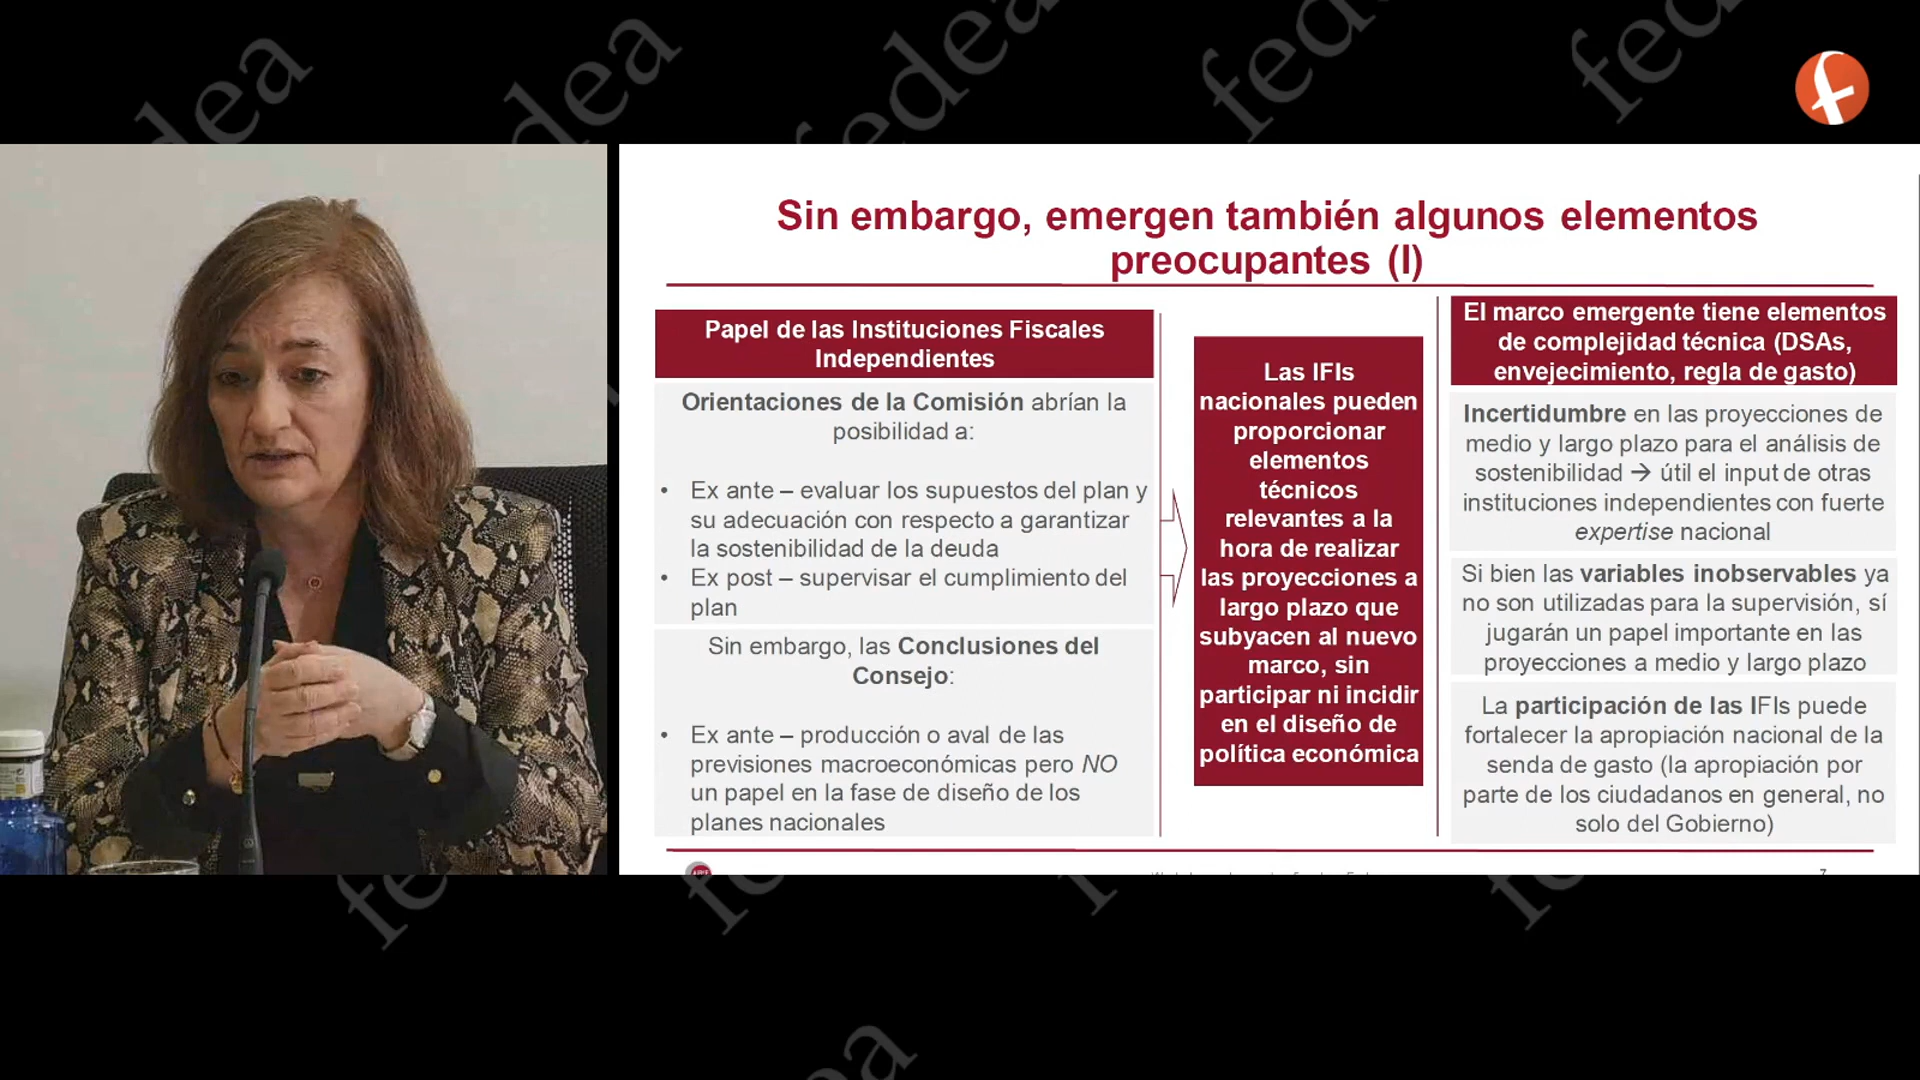 fedea
Sin embargo, emergen también algunos elementos
preocupantes (I)
Papel de las Instituciones Fiscales
Independientes
Orientaciones de la Comisión abrían la
posibilidad a:
• Ex ante – evaluar los supuestos del plan y
su adecuación con respecto a garantizar
la sostenibilidad de la deuda
• Ex post – supervisar el cumplimiento del
plan
Sin embargo, las Conclusiones del
Consejo:
• Ex ante – producción o aval de las
previsiones macroeconómicas pero NO
un papel en la fase de diseño de los
planes nacionales
Las IFIs
nacionales pueden
proporcionar
elementos
técnicos
relevantes a la
hora de realizar
las proyecciones a
largo plazo que
subyacen al nuevo
marco, sin
participar ni incidir
en el diseño de
política económica
El marco emergente tiene elementos
de complejidad técnica (DSAs,
envejecimiento, regla de gasto)
Incertidumbre en las proyecciones de
medio y largo plazo para el análisis de
sostenibilidad → útil el input de otras
instituciones independientes con fuerte
expertise nacional
Si bien las variables inobservables ya
no son utilizadas para la supervisión, sí
jugarán un papel importante en las
proyecciones a medio y largo plazo
La participación de las IFIs puede
fortalecer la apropiación nacional de la
senda de gasto (la apropiación por
parte de los ciudadanos en general, no
solo del Gobierno)